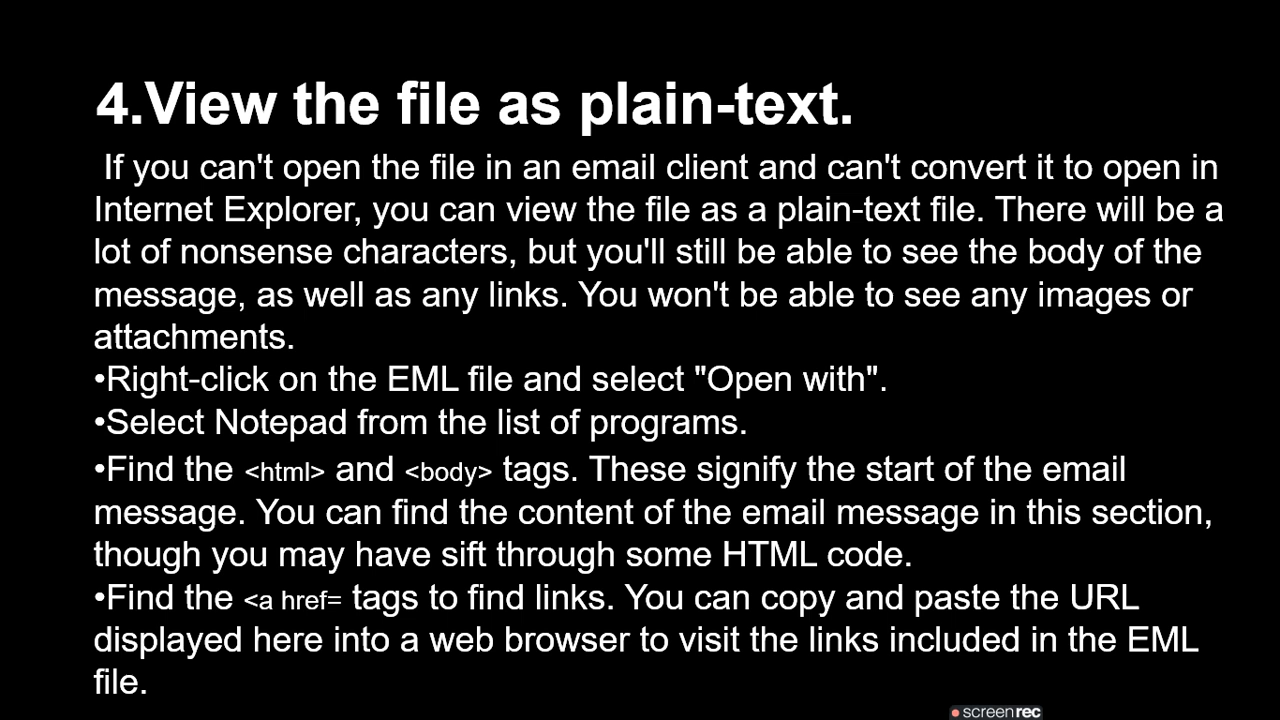 4.View the file as plain-text.
If you can't open the file in an email client and can't convert it to open in
Internet Explorer, you can view the file as a plain-text file. There will be a
lot of nonsense characters, but you'll still be able to see the body of the
message, as well as any links. You won't be able to see any images or
attachments.
•Right-click on the EML file and select "Open with".
•Select Notepad from the list of programs.
•Find the <html> and <body> tags. These signify the start of the email
message. You can find the content of the email message in this section,
though you may have sift through some HTML code.
•Find the <a href= tags to find links. You can copy and paste the URL
displayed here into a web browser to visit the links included in the EML
file.
screenrec